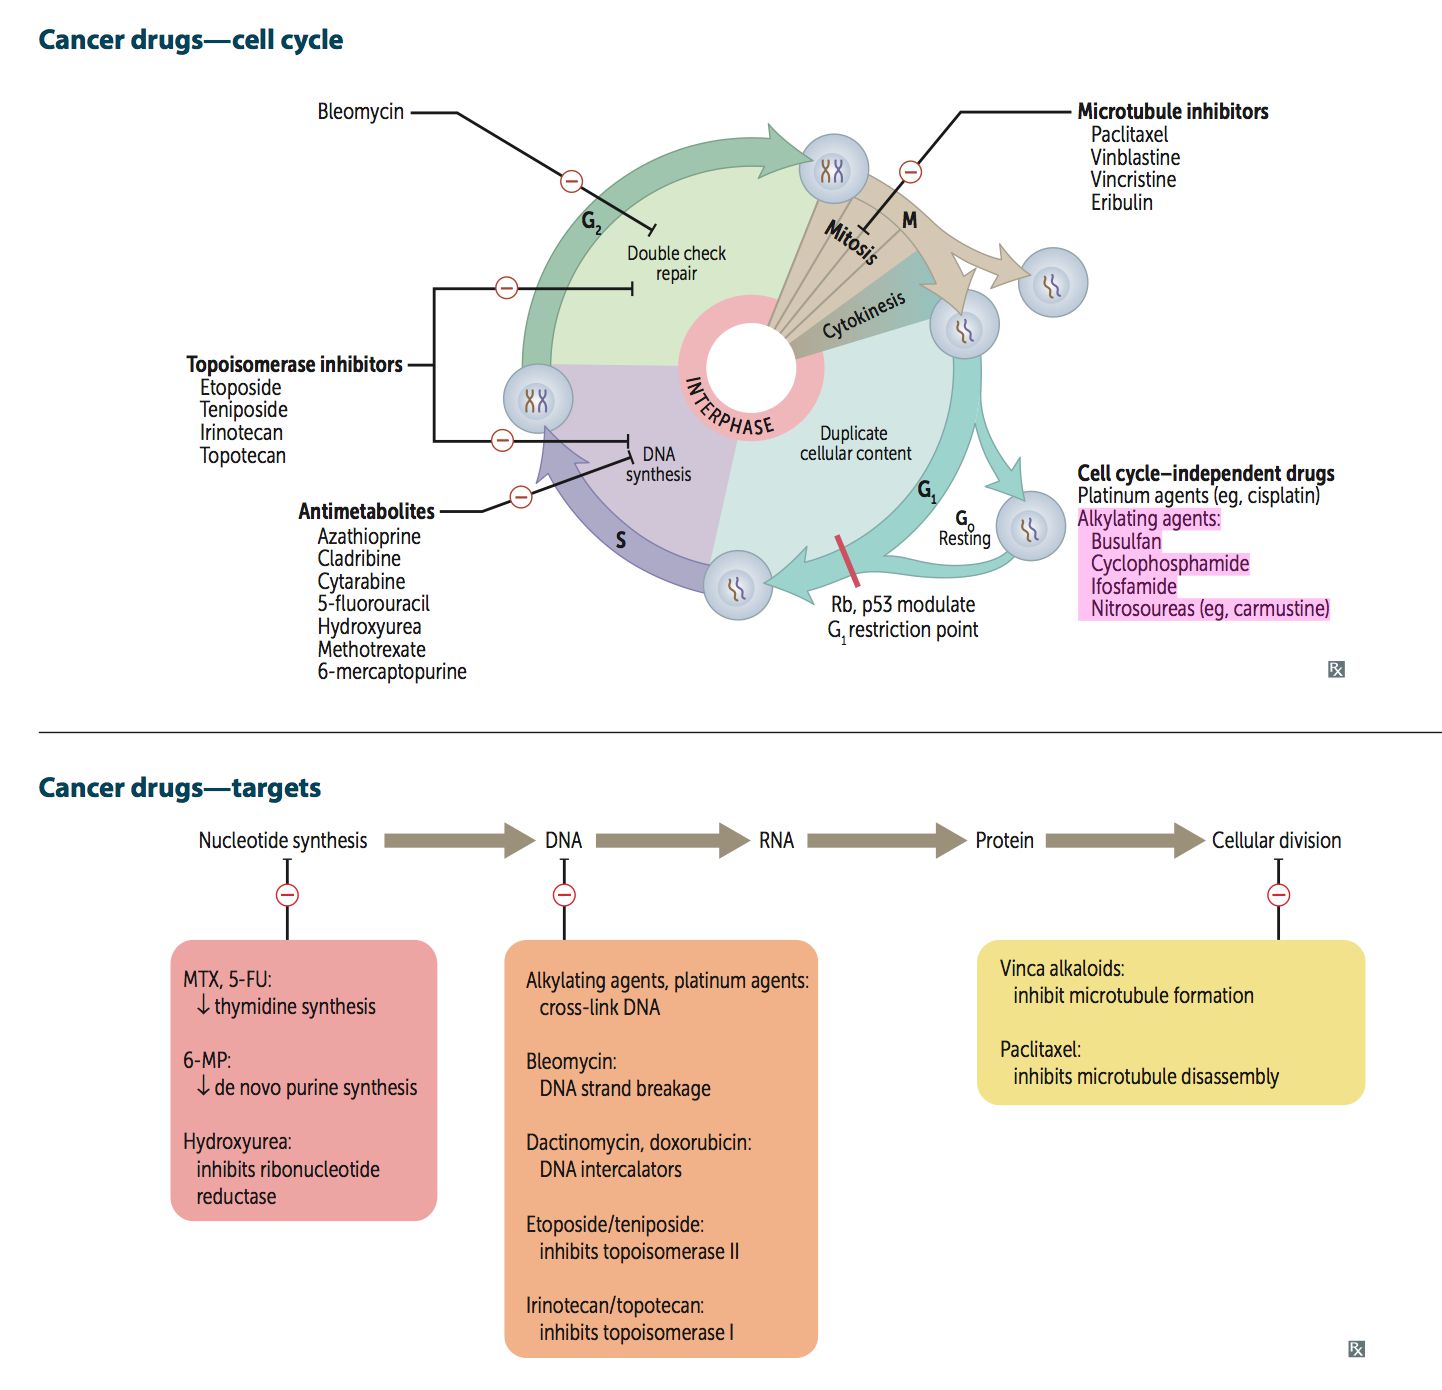 Cancer drugs—cell cycle
Bleomycin
Microtubule inhibitors
Paclitaxel
Vinblastine
Vincristine
Eribulin
G2
M
Mitosis
Double check
repair
Cytokinesis
Topoisomerase inhibitors
Etoposide
Teniposide
Irinotecan
Topotecan
INTERPHASE
DNA
synthesis
Duplicate
cellular content
G1
G0
Resting
Cell cycle–independent drugs
Platinum agents (eg, cisplatin)
Alkylating agents:
Busulfan
Cyclophosphamide
Ifosfamide
Nitrosoureas (eg, carmustine)
Antimetabolites
Azathioprine
Cladribine
Cytarabine
5-fluorouracil
Hydroxyurea
Methotrexate
6-mercaptopurine
S
Rb, p53 modulate
G1 restriction point
Rx
Cancer drugs—targets
Nucleotide synthesis
DNA
RNA
Protein
Cellular division
MTX, 5-FU:
↓ thymidine synthesis
6-MP:
↓ de novo purine synthesis
Hydroxyurea:
inhibits ribonucleotide
reductase
Alkylating agents, platinum agents:
cross-link DNA
Bleomycin:
DNA strand breakage
Dactinomycin, doxorubicin:
DNA intercalators
Etoposide/teniposide:
inhibits topoisomerase II
Irinotecan/topotecan:
inhibits topoisomerase I
Vinca alkaloids:
inhibit microtubule formation
Paclitaxel:
inhibits microtubule disassembly
Rx